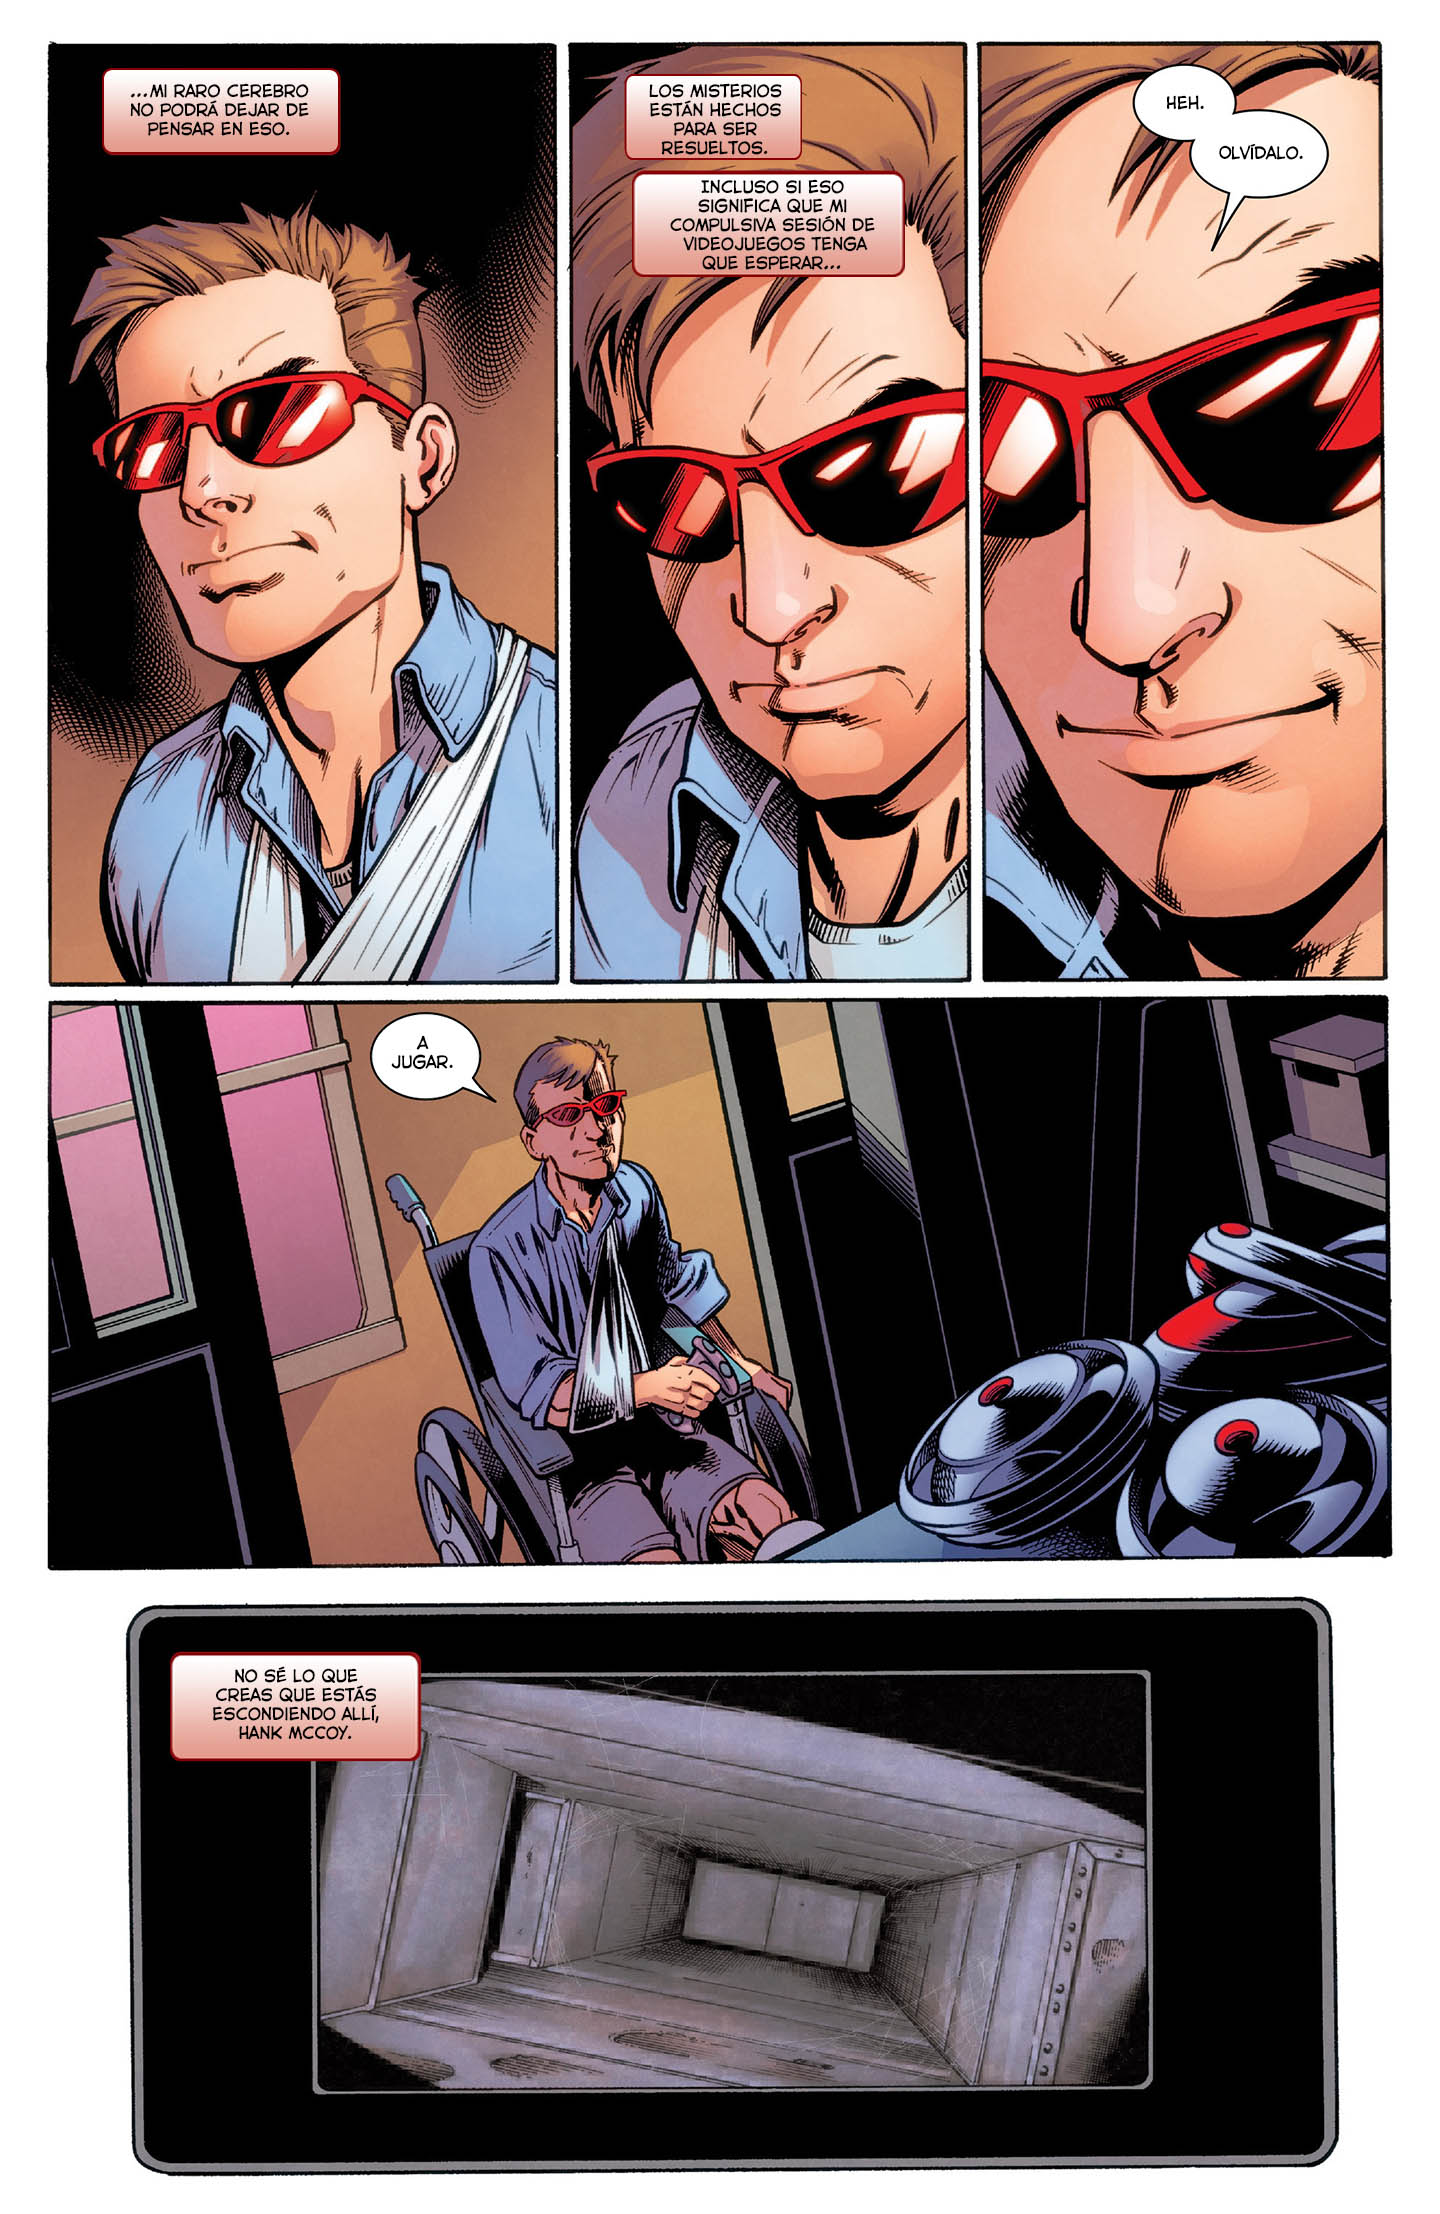 ...MI RARO CEREBRO
NO PODRÁ DEJAR DE
PENSAR EN ESO.
LOS MISTERIOS
ESTÁN HECHOS
PARA SER
RESUELTOS.
INCLUSO SI ESO
SIGNIFICA QUE MI
COMPULSIVA SESIÓN DE
VIDEOJUEGOS TENGA
QUE ESPERAR...
HEH.
OLVÍDALO.
A
JUGAR.
NO SÉ LO QUE
CREAS QUE ESTÁS
ESCONDIENDO ALLÍ,
HANK MCCOY.